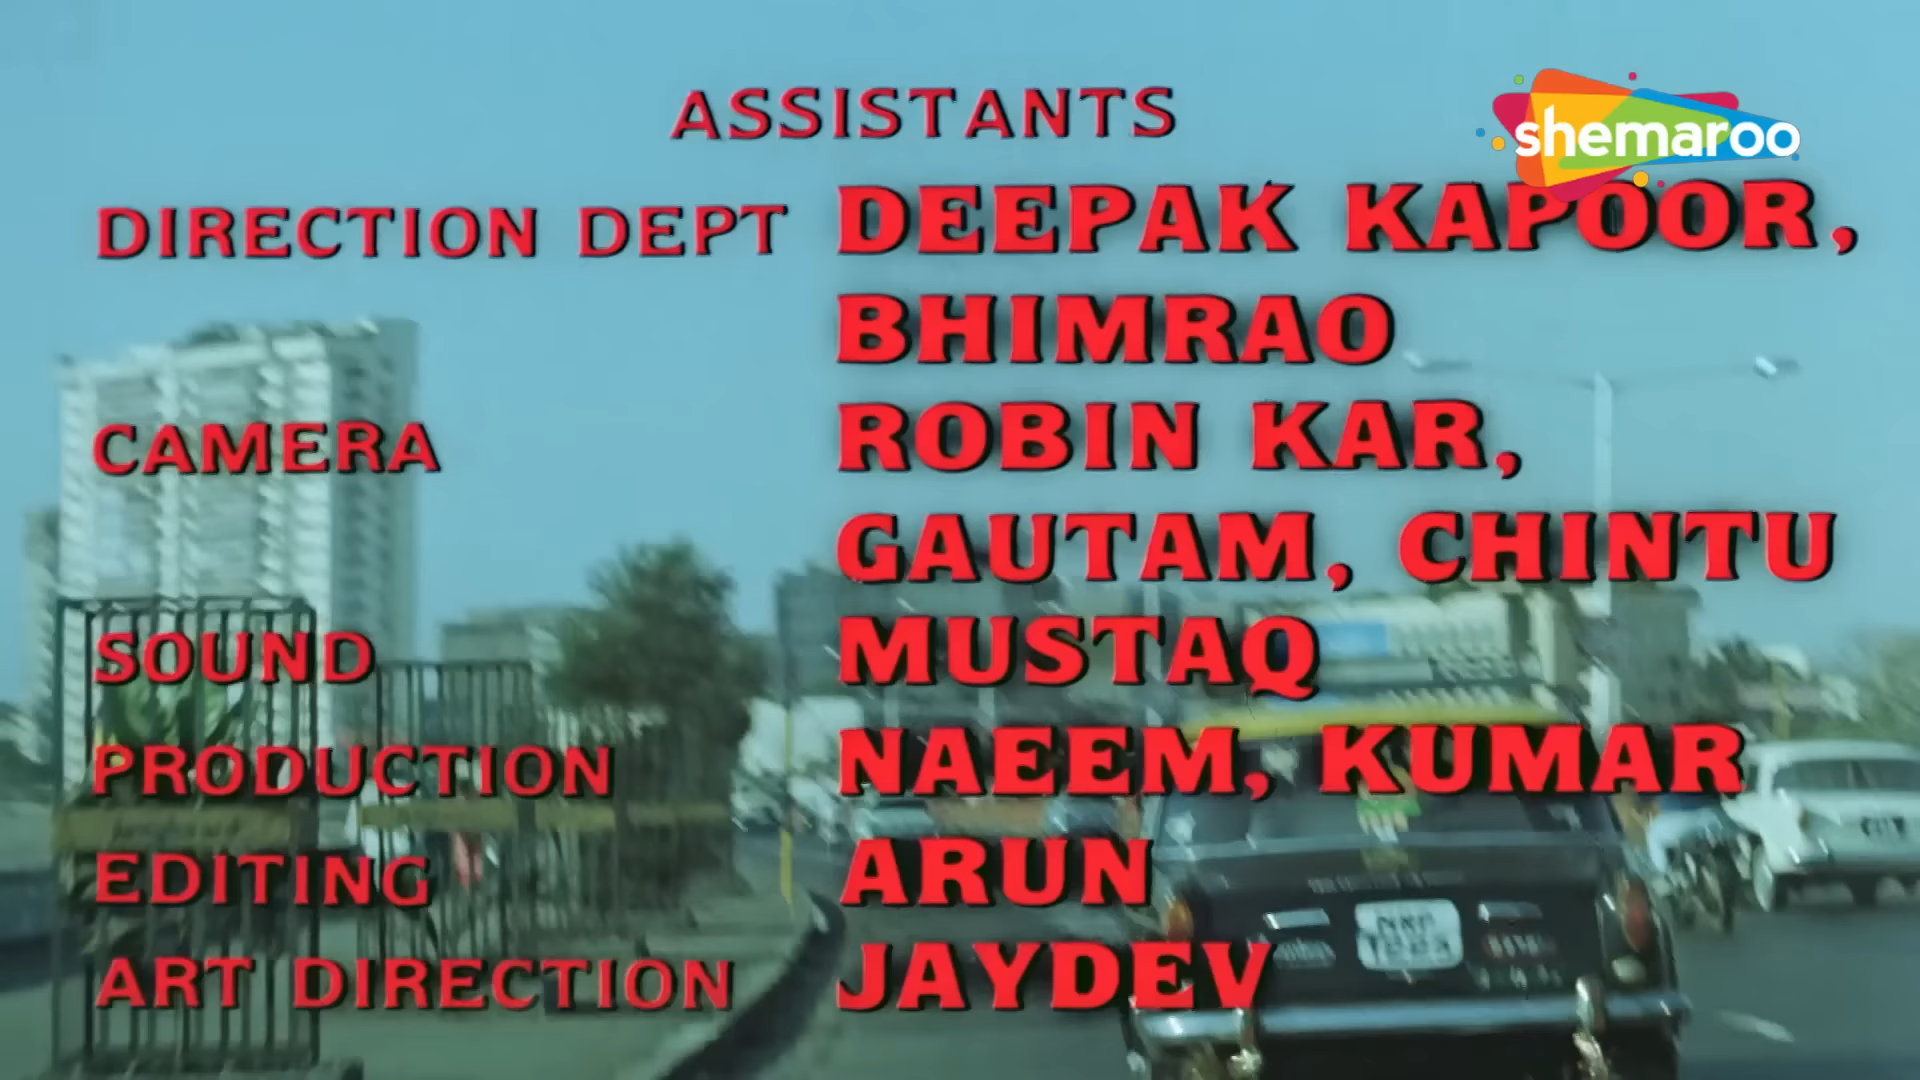 ASSISTANTS
shemaroo
DIRECTION DEPT DEEPAK KAPOOR,
BHIMRAO
CAMERA ROBIN KAR,
GAUTAM, CHINTU
SOUND MUSTAQ
PRODUCTION NAEEM, KUMAR
EDITING ARUN
ART DIRECTION JAYDEV